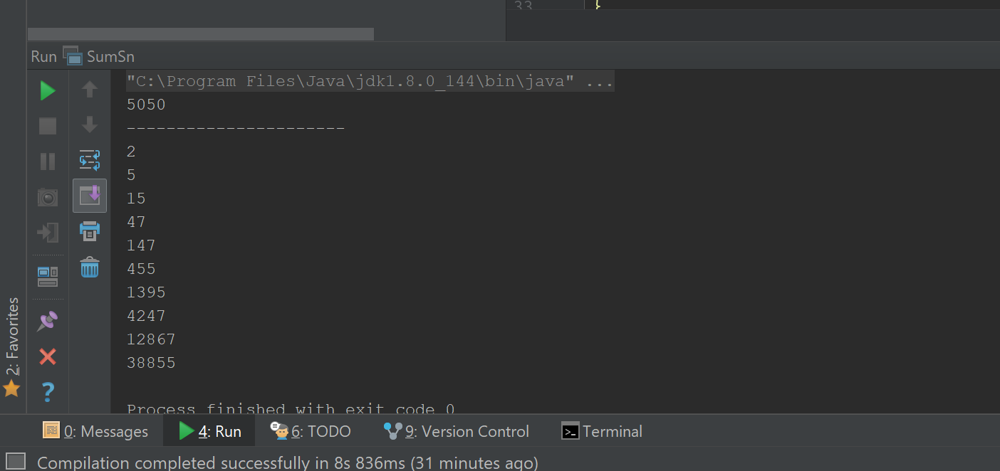 33
}
Run SumSn
"C:\Program Files\Java\jdk1.8.0_144\bin\java" ...
5050
----------------------
2
5
15
47
147
455
1395
4247
12867
38855
Process finished with exit code 0
2: Favorites
0: Messages 4: Run 6: TODO 9: Version Control Terminal
Compilation completed successfully in 8s 836ms (31 minutes ago)